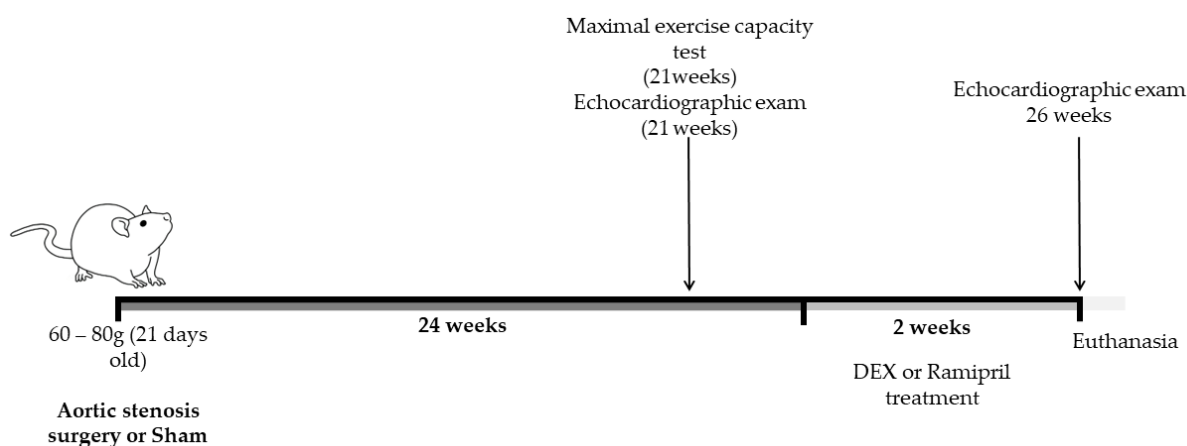 Maximal exercise capacity
test
(21weeks)
Echocardiographic exam
(21 weeks)
Echocardiographic exam
26 weeks
60 – 80g (21 days
old)
24 weeks
2 weeks
Euthanasia
DEX or Ramipril
treatment
Aortic stenosis
surgery or Sham